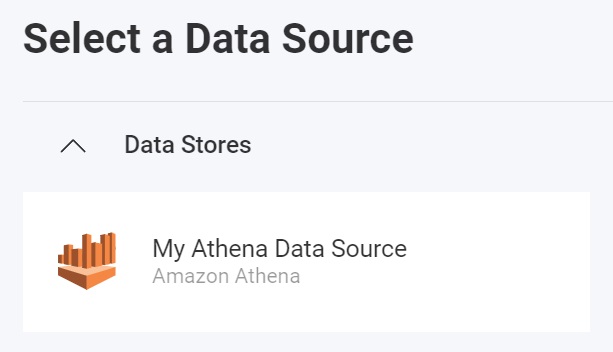 Select a Data Source
Data Stores
My Athena Data Source
Amazon Athena